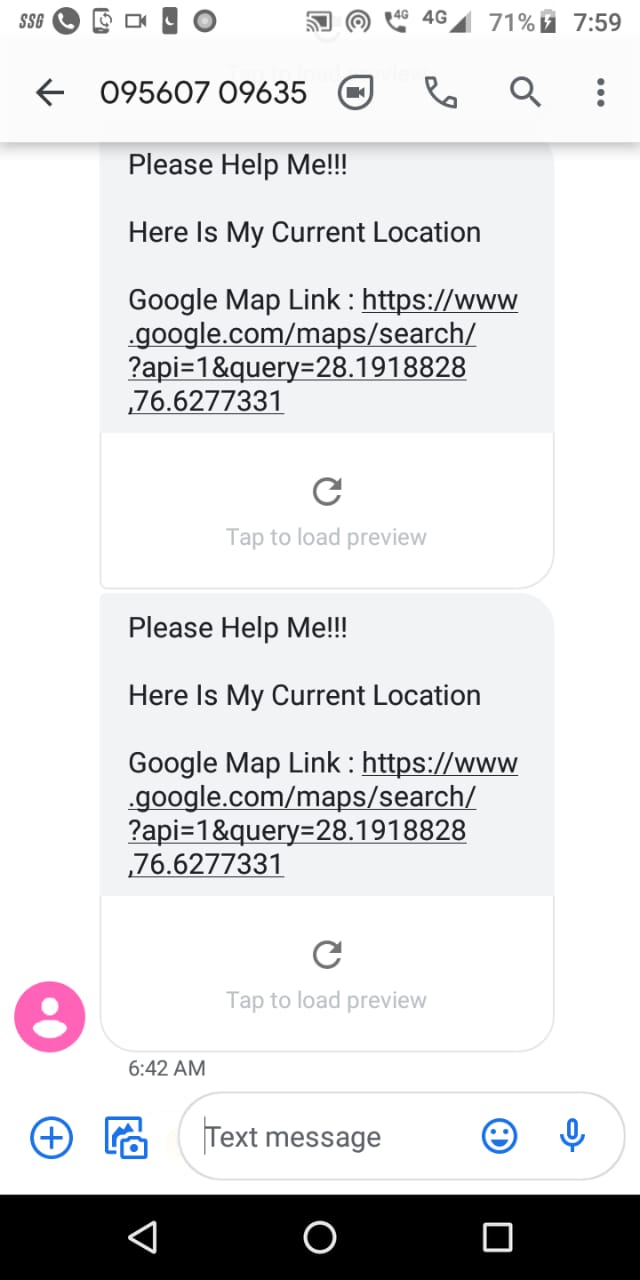 SSG 4G 4G 71% 7:59
095607 09635
Please Help Me!!!
Here Is My Current Location
Google Map Link : https://www
.google.com/maps/search/
?api=1&query=28.1918828
,76.6277331
Tap to load preview
Please Help Me!!!
Here Is My Current Location
Google Map Link : https://www
.google.com/maps/search/
?api=1&query=28.1918828
,76.6277331
Tap to load preview
6:42 AM
Text message